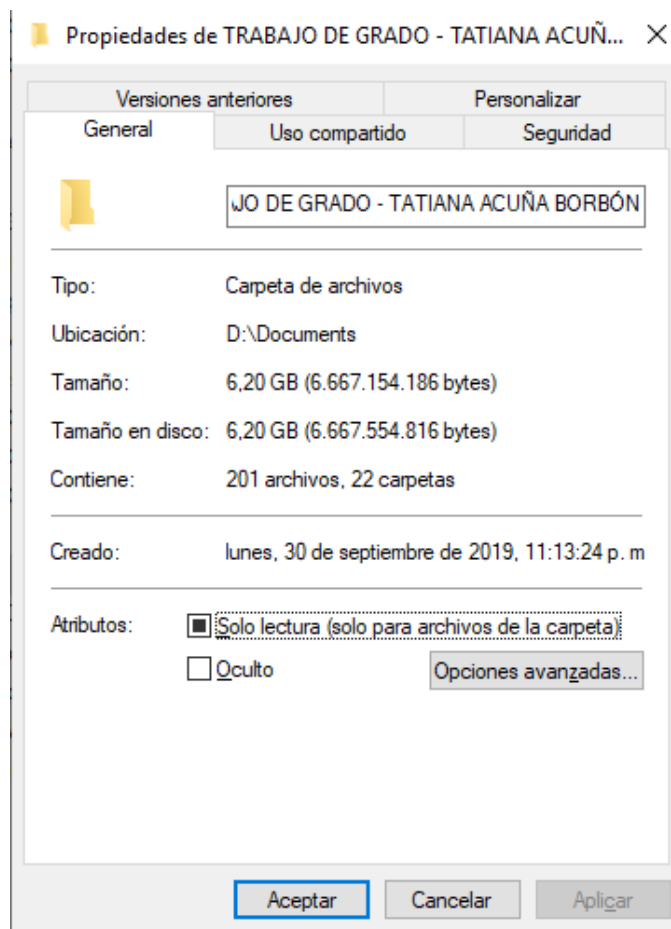 Propiedades de TRABAJO DE GRADO - TATIANA ACUÑ...
Versiones anteriores Personalizar
General Uso compartido Seguridad
JO DE GRADO - TATIANA ACUÑA BORBÓN
Tipo: Carpeta de archivos
Ubicación: D:\Documents
Tamaño: 6,20 GB (6.667.154.186 bytes)
Tamaño en disco: 6,20 GB (6.667.554.816 bytes)
Contiene: 201 archivos, 22 carpetas
Creado: lunes, 30 de septiembre de 2019, 11:13:24 p. m
Atributos: Solo lectura (solo para archivos de la carpeta)
Oculto Opciones avanzadas...
Aceptar Cancelar Aplicar